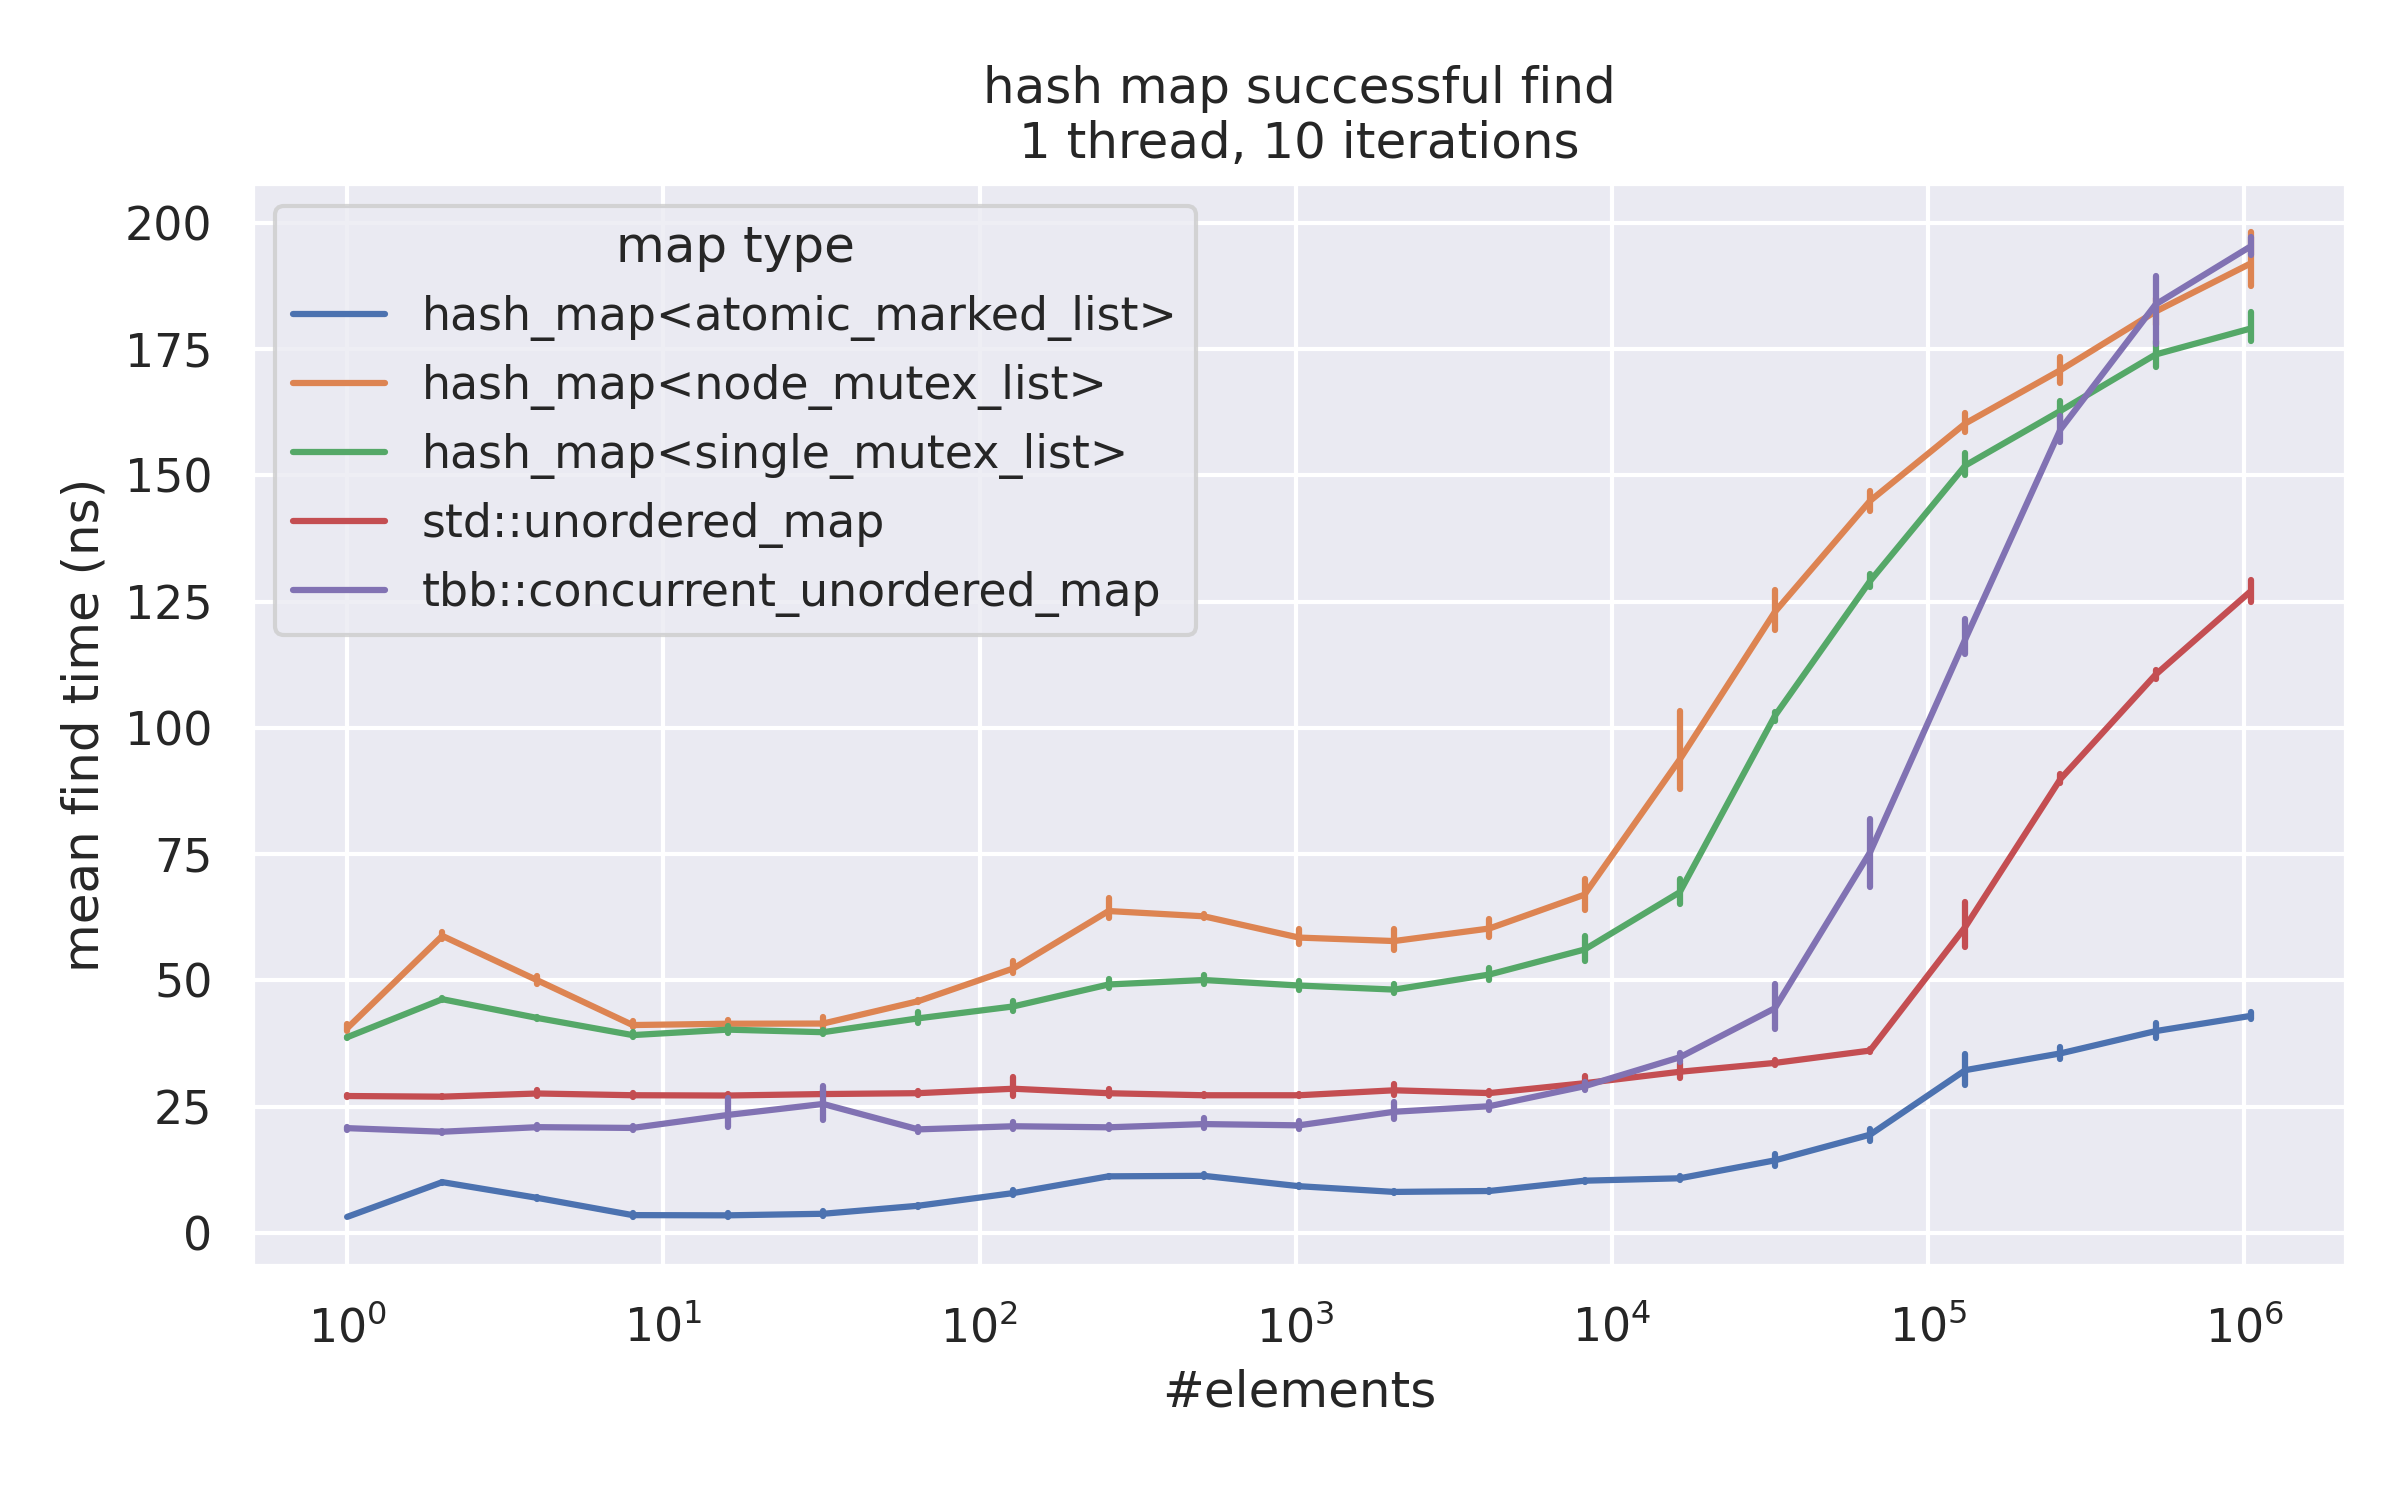 hash map successful find
1 thread, 10 iterations
map type
hash_map<atomic_marked_list>
hash_map<node_mutex_list>
hash_map<single_mutex_list>
std::unordered_map
tbb::concurrent_unordered_map
mean find time (ns)
200
175
150
125
100
75
50
25
0
10⁰ 10¹ 10² 10³ 10⁴ 10⁵ 10⁶
#elements